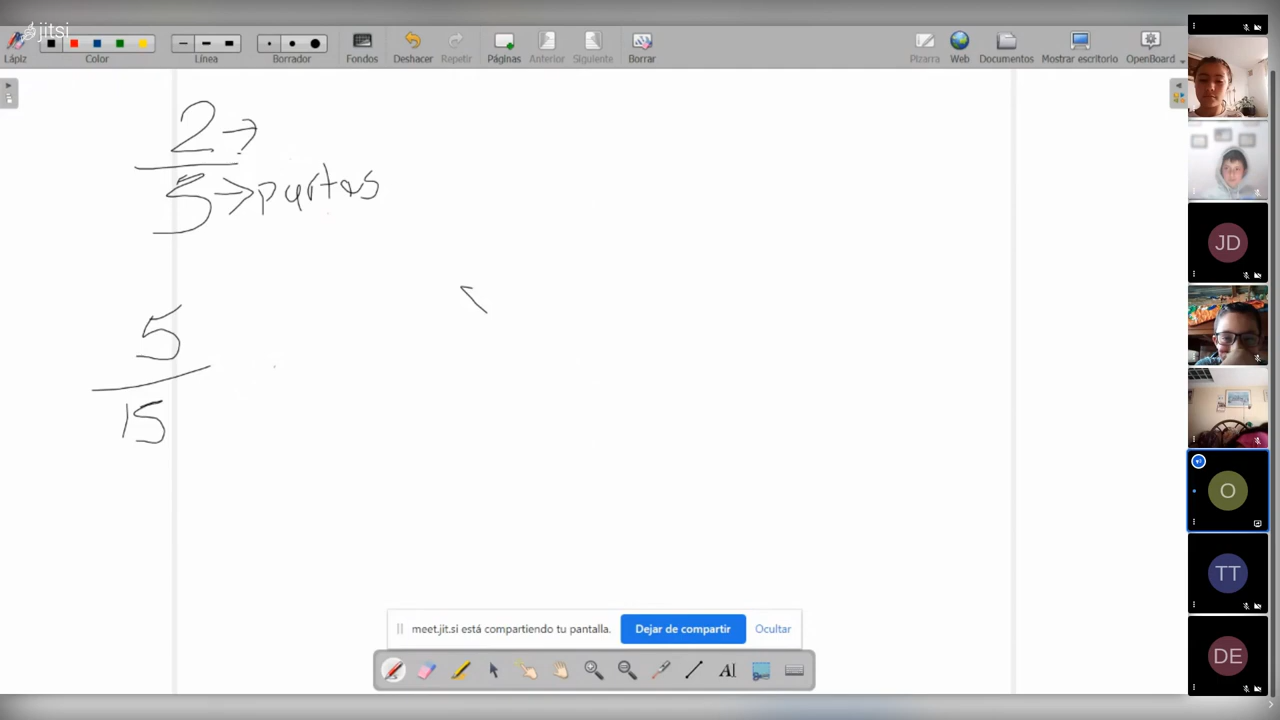 jitsi
Lápiz Color Línea Borrador Fondos Deshacer Repetir Páginas Anterior Siguiente Borrar Pizarra Web Documentos Mostrar escritorio OpenBoard
2 →
5 → partes
5
15
JD
O
TT
DE
meet.jit.si está compartiendo tu pantalla. Dejar de compartir Ocultar
AI